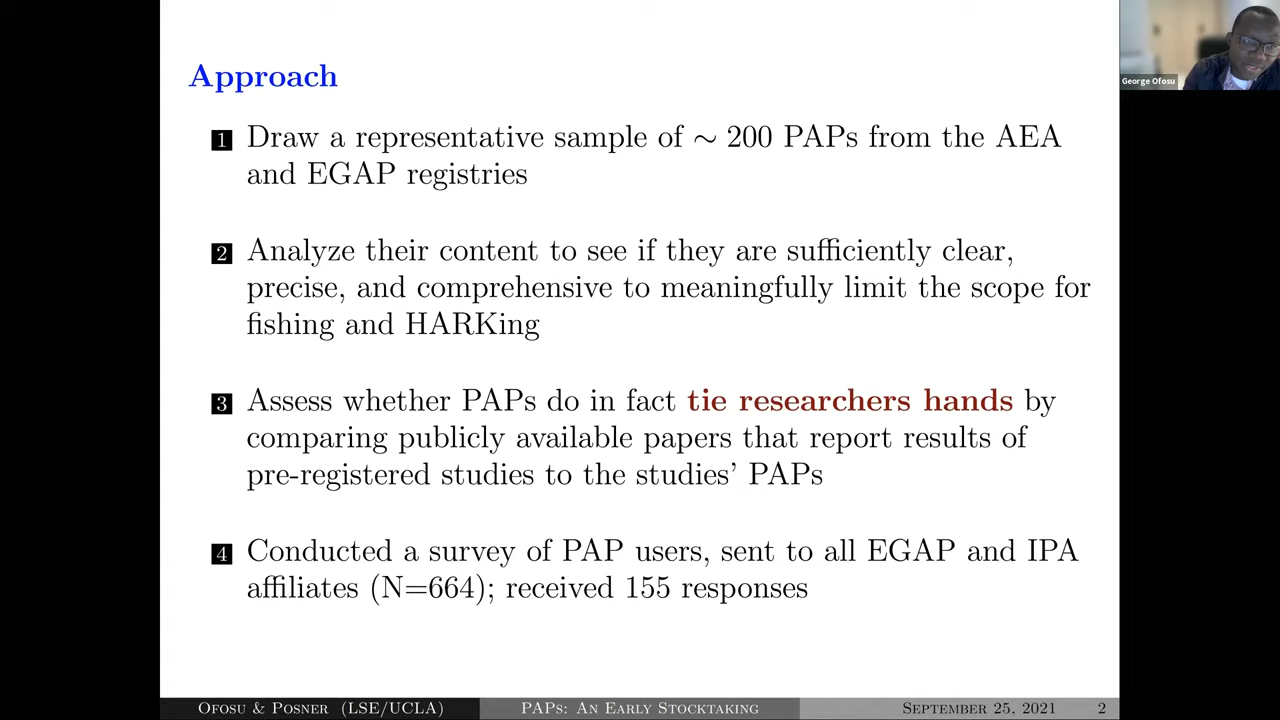 George Ofosu
Approach
1 Draw a representative sample of ∼ 200 PAPs from the AEA
and EGAP registries
2 Analyze their content to see if they are sufficiently clear,
precise, and comprehensive to meaningfully limit the scope for
fishing and HARKing
3 Assess whether PAPs do in fact tie researchers hands by
comparing publicly available papers that report results of
pre-registered studies to the studies' PAPs
4 Conducted a survey of PAP users, sent to all EGAP and IPA
affiliates (N=664); received 155 responses
Ofosu & Posner (LSE/UCLA) PAPs: An Early Stocktaking September 25, 2021 2